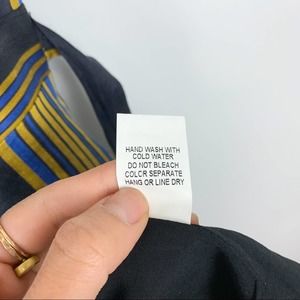 HAND WASH WITH
COLD WATER
DO NOT BLEACH
COLCR SEPARATE
HANG OR LINE DRY